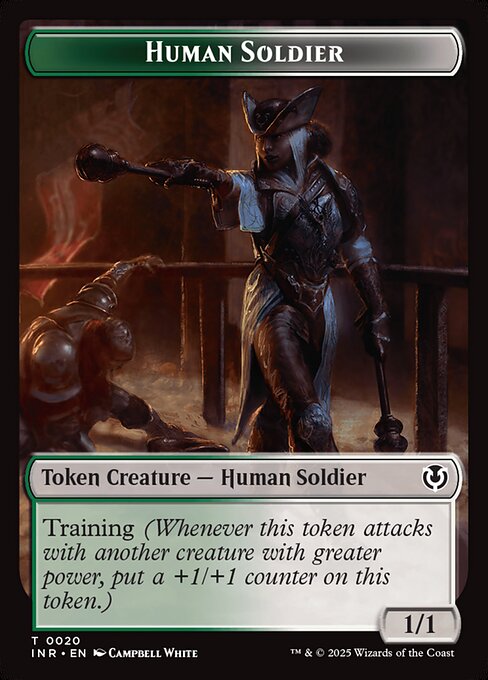 Human Soldier
Token Creature — Human Soldier
Training (Whenever this token attacks
with another creature with greater
power, put a +1/+1 counter on this
token.)
1/1
T 0020
INR • EN Campbell White
™ & © 2025 Wizards of the Coast